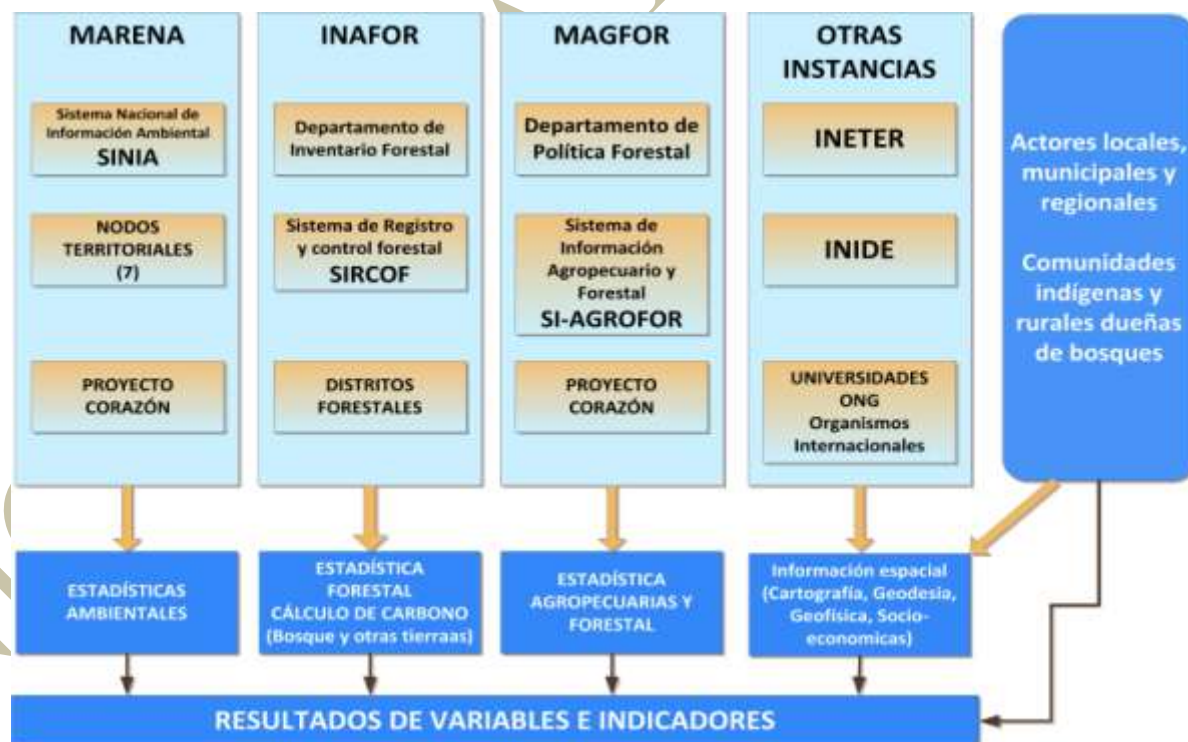 MARENA
Sistema Nacional de
Información Ambiental
SINIA
NODOS
TERRITORIALES
(7)
PROYECTO
CORAZÓN
INAFOR
Departamento de
Inventario Forestal
Sistema de Registro
y control forestal
SIRCOF
DISTRITOS
FORESTALES
MAGFOR
Departamento de
Política Forestal
Sistema de
Información
Agropecuario y
Forestal
SI-AGROFOR
PROYECTO
CORAZÓN
OTRAS
INSTANCIAS
INETER
INIDE
UNIVERSIDADES
ONG
Organismos
Internacionales
Actores locales,
municipales y
regionales
Comunidades
indígenas y
rurales dueñas
de bosques
ESTADÍSTICAS
AMBIENTALES
ESTADÍSTICA
FORESTAL
CÁLCULO DE CARBONO
(Bosque y otras tierraas)
ESTADÍSTICA
AGROPECUARIAS Y
FORESTAL
Información espacial
(Cartografía, Geodesia,
Geofísica, Socio-
economicas)
RESULTADOS DE VARIABLES E INDICADORES